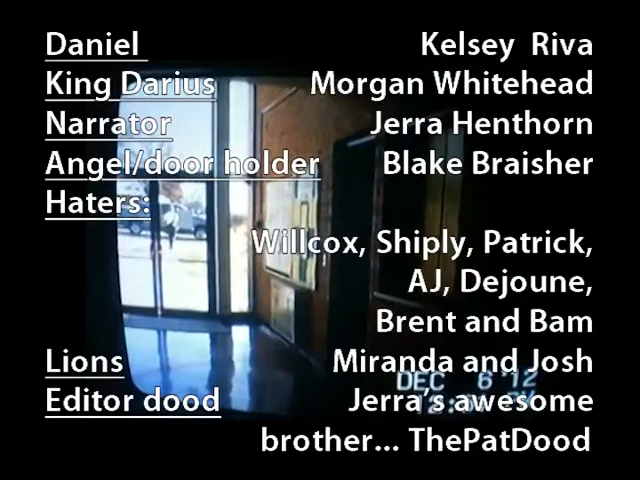 Daniel Kelsey Riva
King Darius Morgan Whitehead
Narrator Jerra Henthorn
Angel/door holder Blake Braisher
Haters:
Willcox, Shiply, Patrick,
AJ, Dejoune,
Brent and Bam
Lions Miranda and Josh
DEC 6 '12
Editor dood Jerra's awesome
brother... ThePatDood